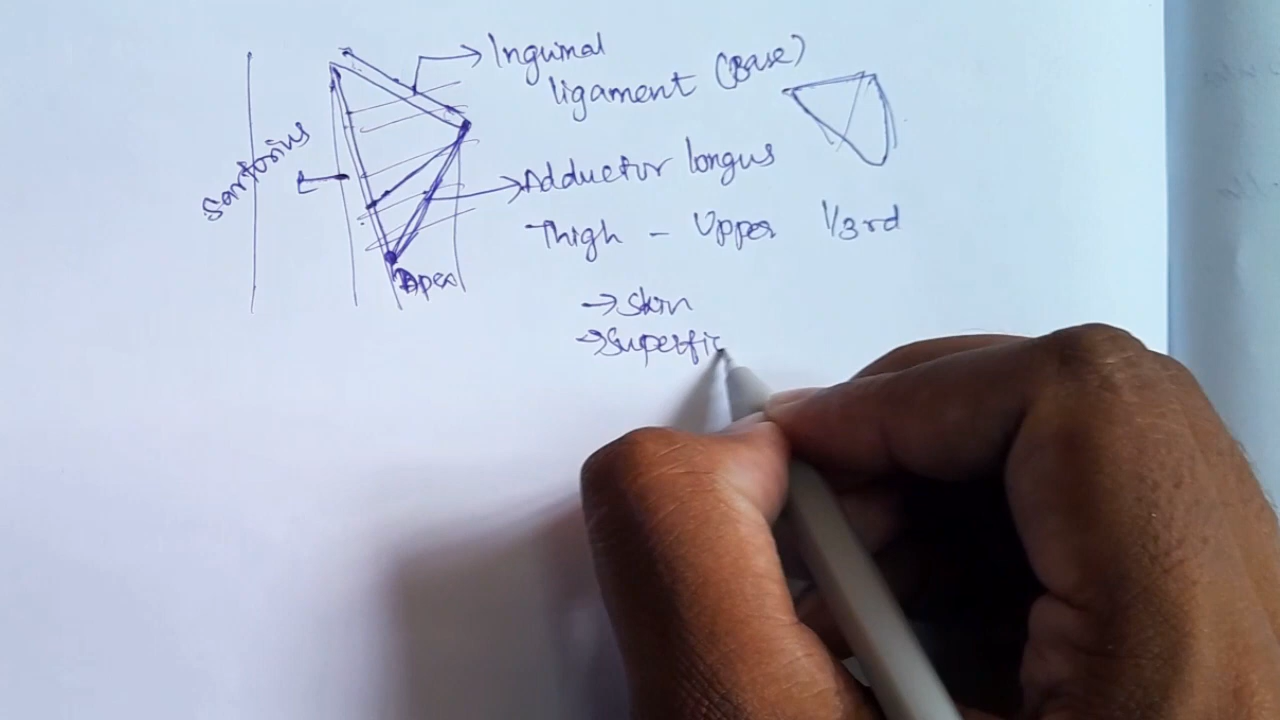 Inguinal
ligament (Base)
Sartorius
Adductor longus
Thigh - Upper 1/3rd
Apex
→ Skin
→ Superfic